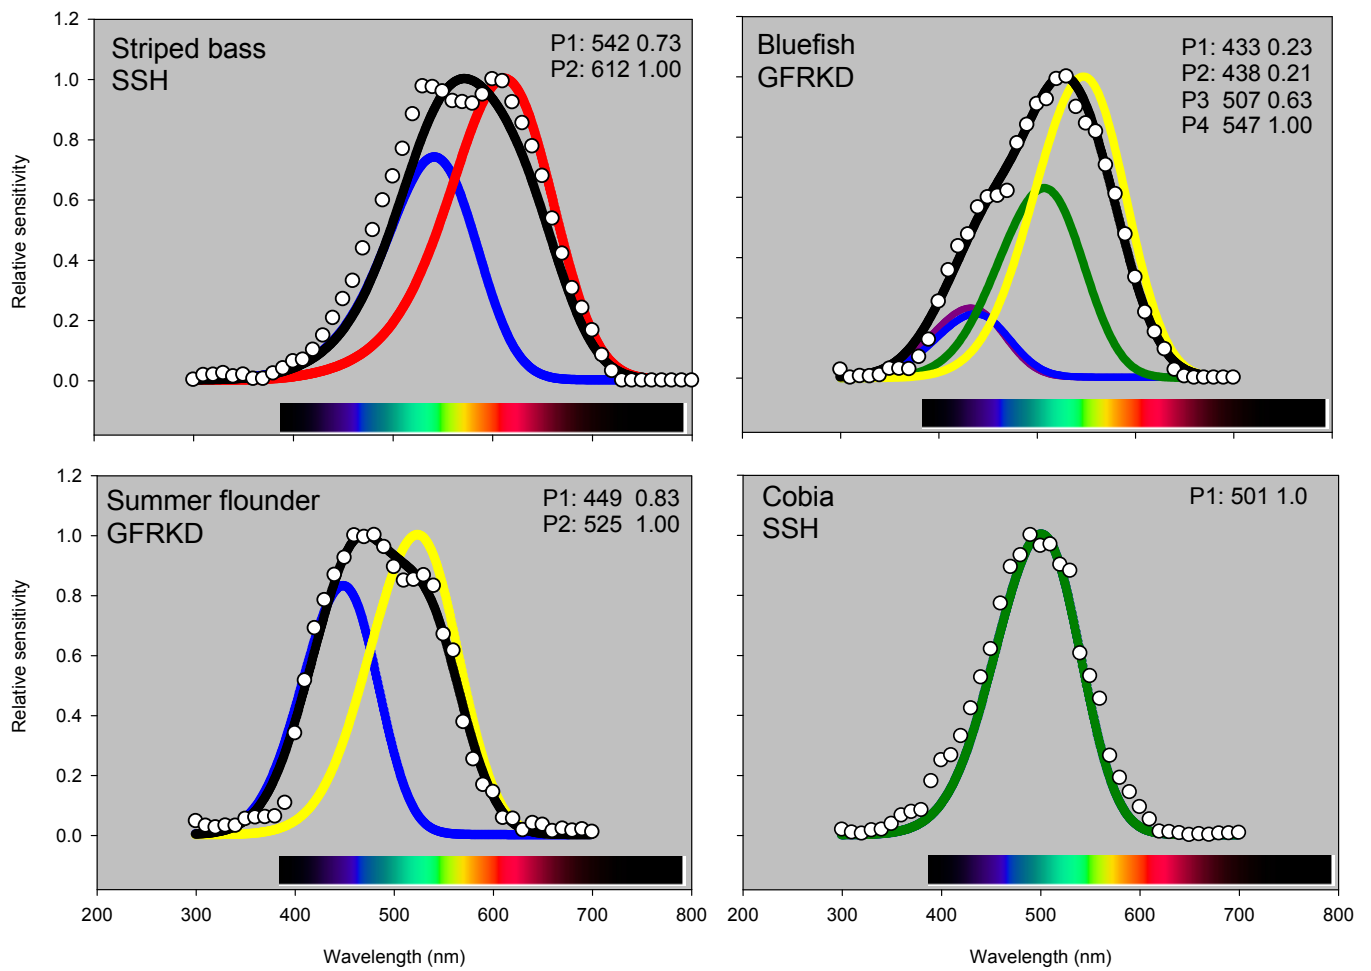 Striped bass
SSH
P1: 542 0.73
P2: 612 1.00
1.2
1.0
0.8
0.6
0.4
0.2
0.0
Relative sensitivity
Bluefish
GFRKD
P1: 433 0.23
P2: 438 0.21
P3 507 0.63
P4 547 1.00
Summer flounder
GFRKD
P1: 449 0.83
P2: 525 1.00
1.2
1.0
0.8
0.6
0.4
0.2
0.0
Relative sensitivity
200 300 400 500 600 700 800
Wavelength (nm)
Cobia
SSH
P1: 501 1.0
200 300 400 500 600 700 800
Wavelength (nm)